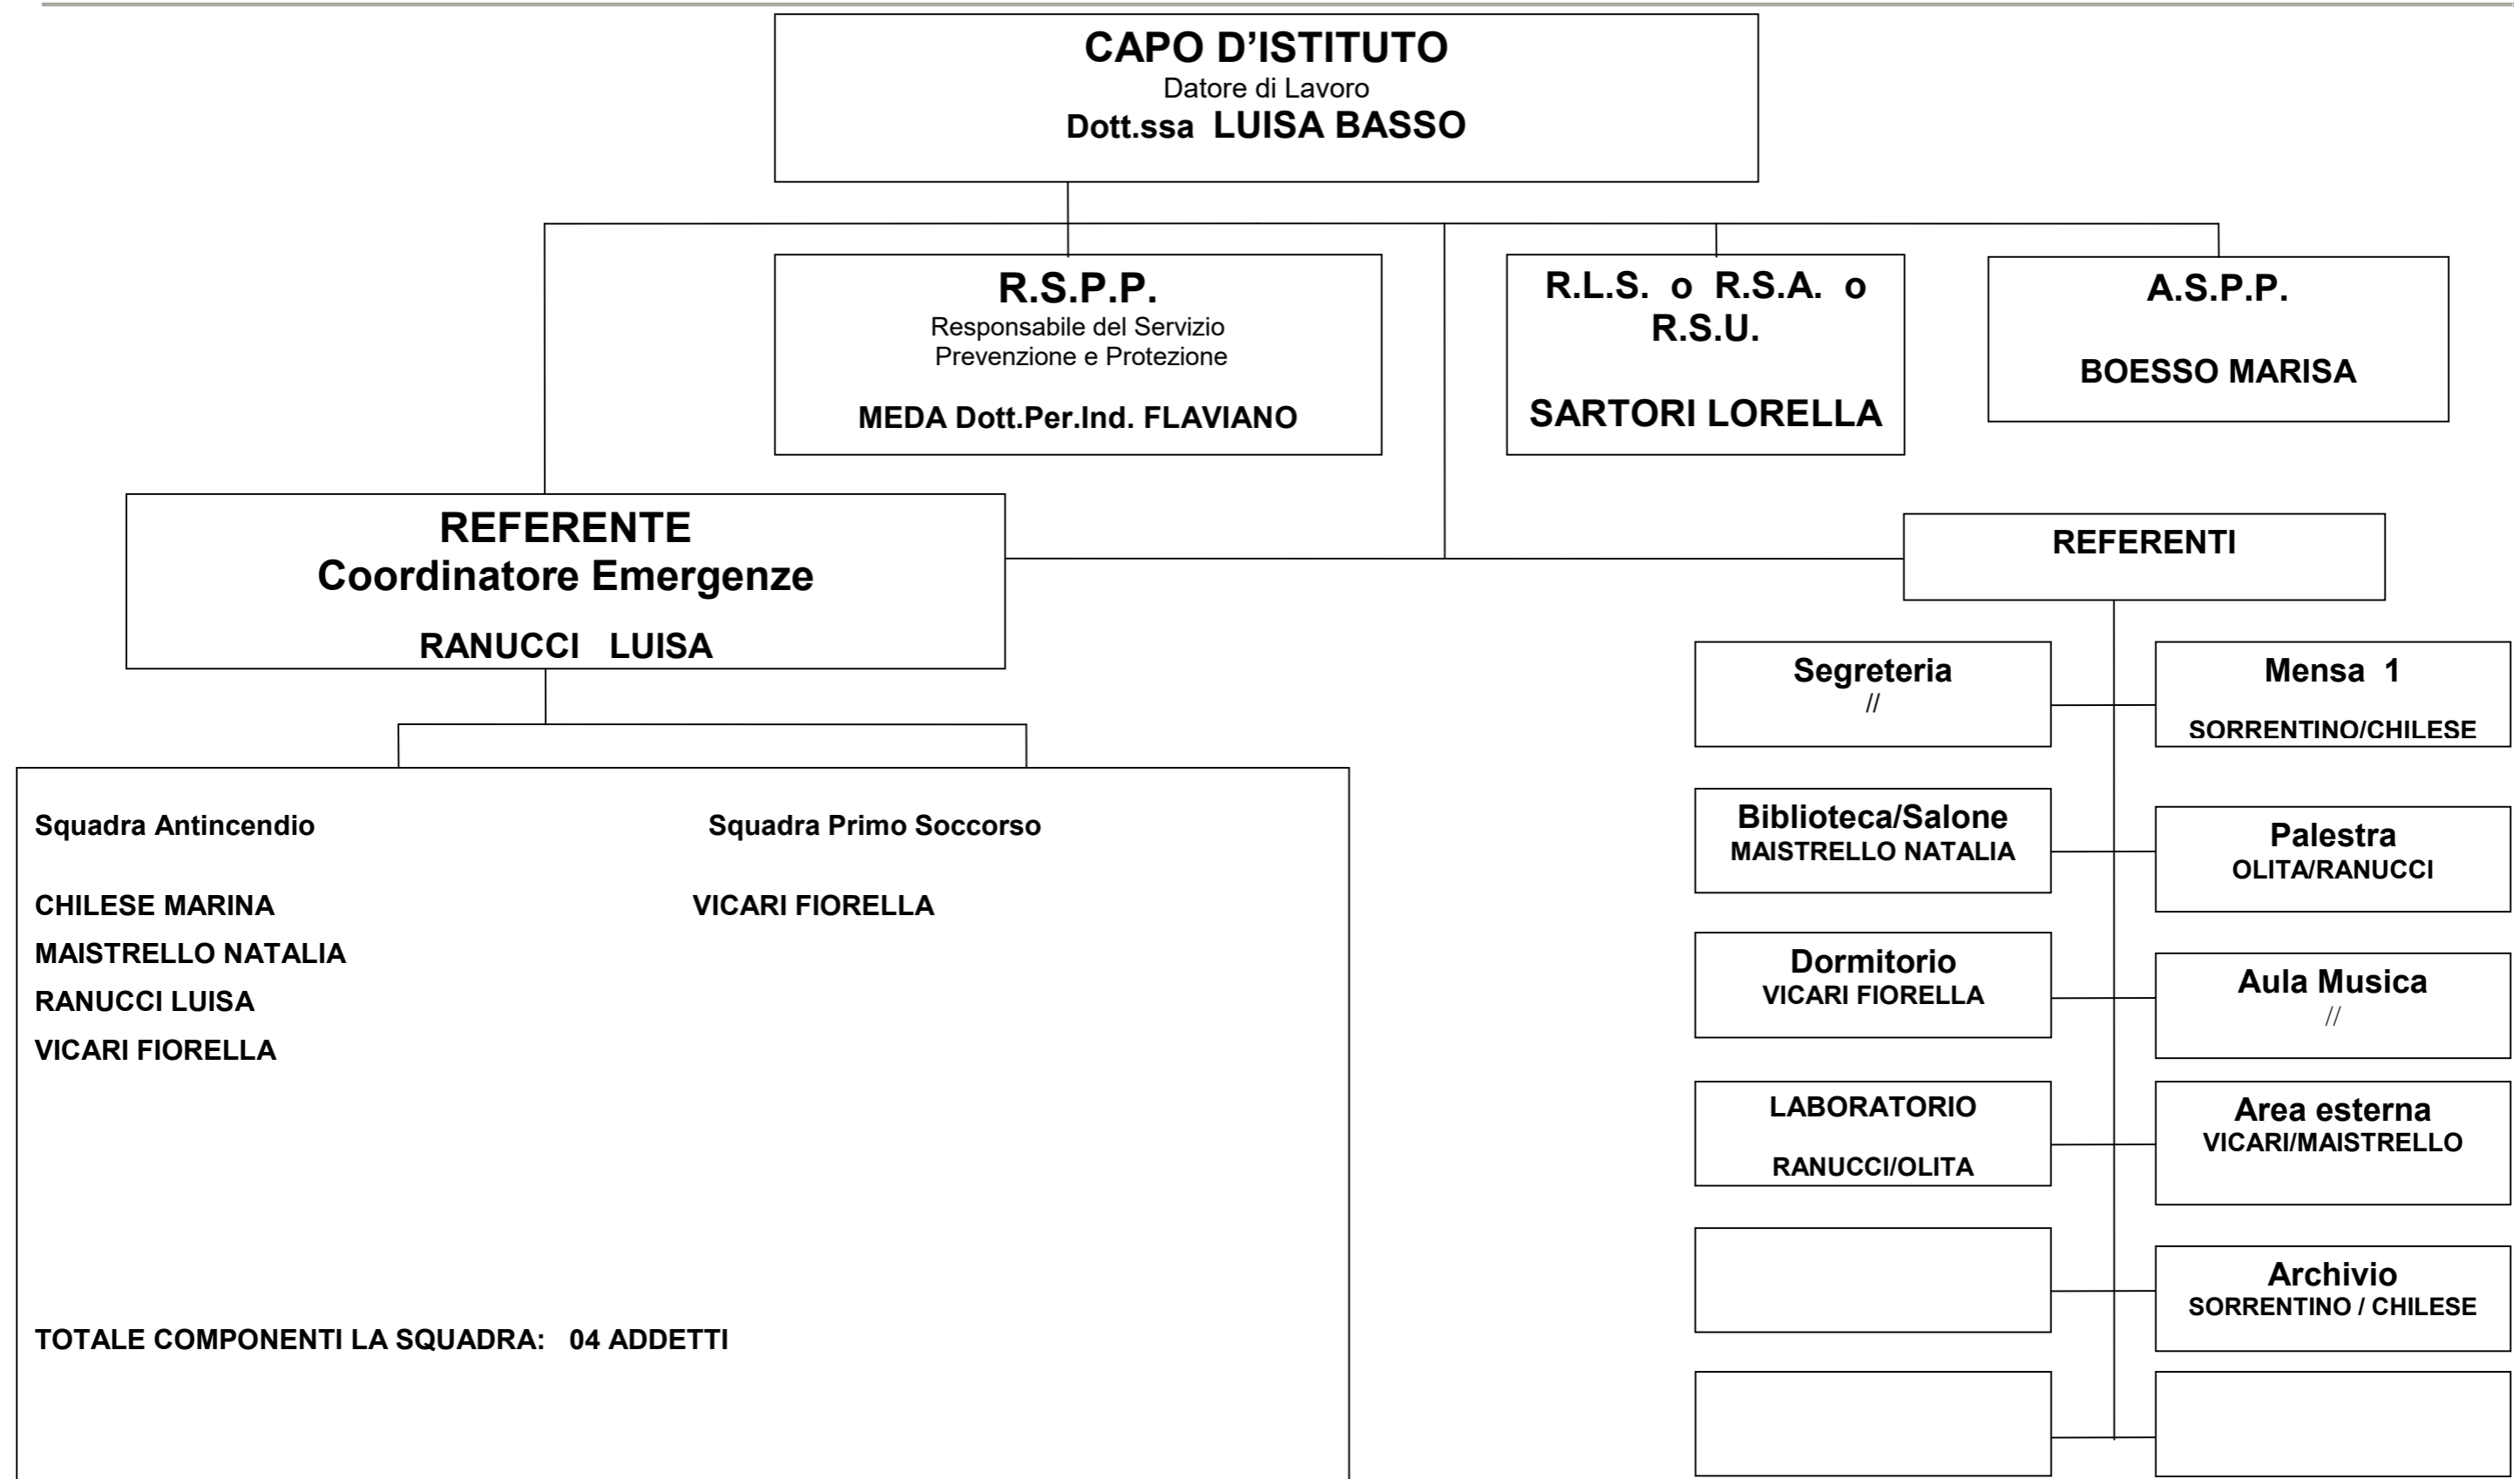 CAPO D’ISTITUTO
Datore di Lavoro
Dott.ssa LUISA BASSO
R.S.P.P.
Responsabile del Servizio
Prevenzione e Protezione
MEDA Dott.Per.Ind. FLAVIANO
R.L.S. o R.S.A. o
R.S.U.
SARTORI LORELLA
A.S.P.P.
BOESSO MARISA
REFERENTE
Coordinatore Emergenze
RANUCCI LUISA
REFERENTI
Segreteria
//
Mensa 1
SORRENTINO/CHILESE
Biblioteca/Salone
MAISTRELLO NATALIA
Palestra
OLITA/RANUCCI
Dormitorio
VICARI FIORELLA
Aula Musica
//
LABORATORIO
RANUCCI/OLITA
Area esterna
VICARI/MAISTRELLO
Archivio
SORRENTINO / CHILESE
Squadra Antincendio
Squadra Primo Soccorso
CHILESE MARINA
VICARI FIORELLA
MAISTRELLO NATALIA
RANUCCI LUISA
VICARI FIORELLA
TOTALE COMPONENTI LA SQUADRA: 04 ADDETTI